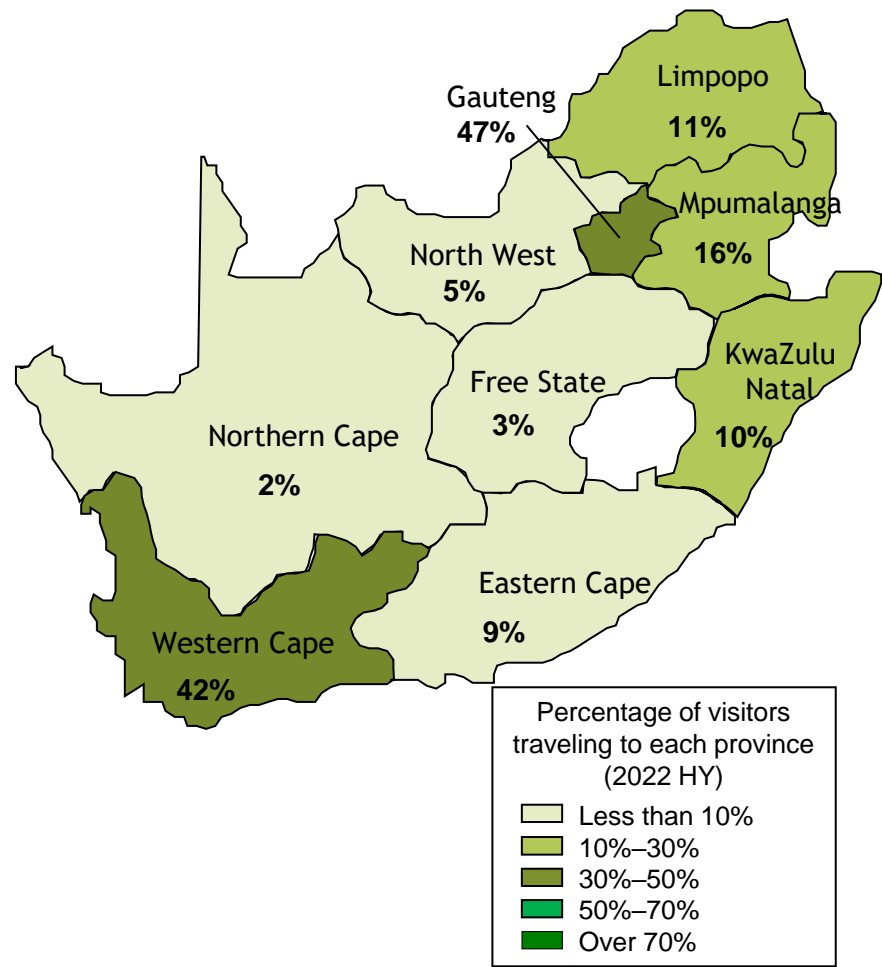 Limpopo
11%
Gauteng
47%
Mpumalanga
16%
North West
5%
KwaZulu
Natal
10%
Free State
3%
Northern Cape
2%
Eastern Cape
9%
Western Cape
42%
Percentage of visitors
traveling to each province
(2022 HY)
Less than 10%
10%–30%
30%–50%
50%–70%
Over 70%